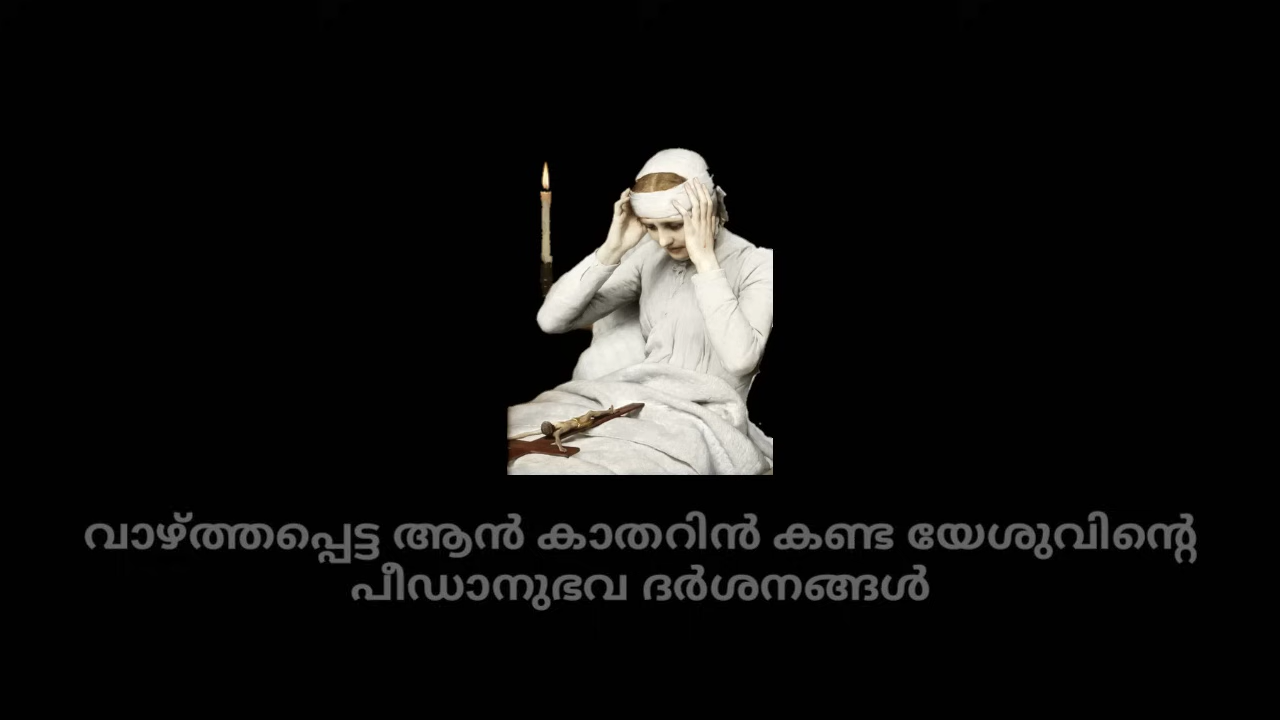 വാഴ്ത്തപ്പെട്ട ആൻ കാതറിൻ കണ്ട യേശുവിന്റെ
പീഡാനുഭവ ദർശനങ്ങൾ